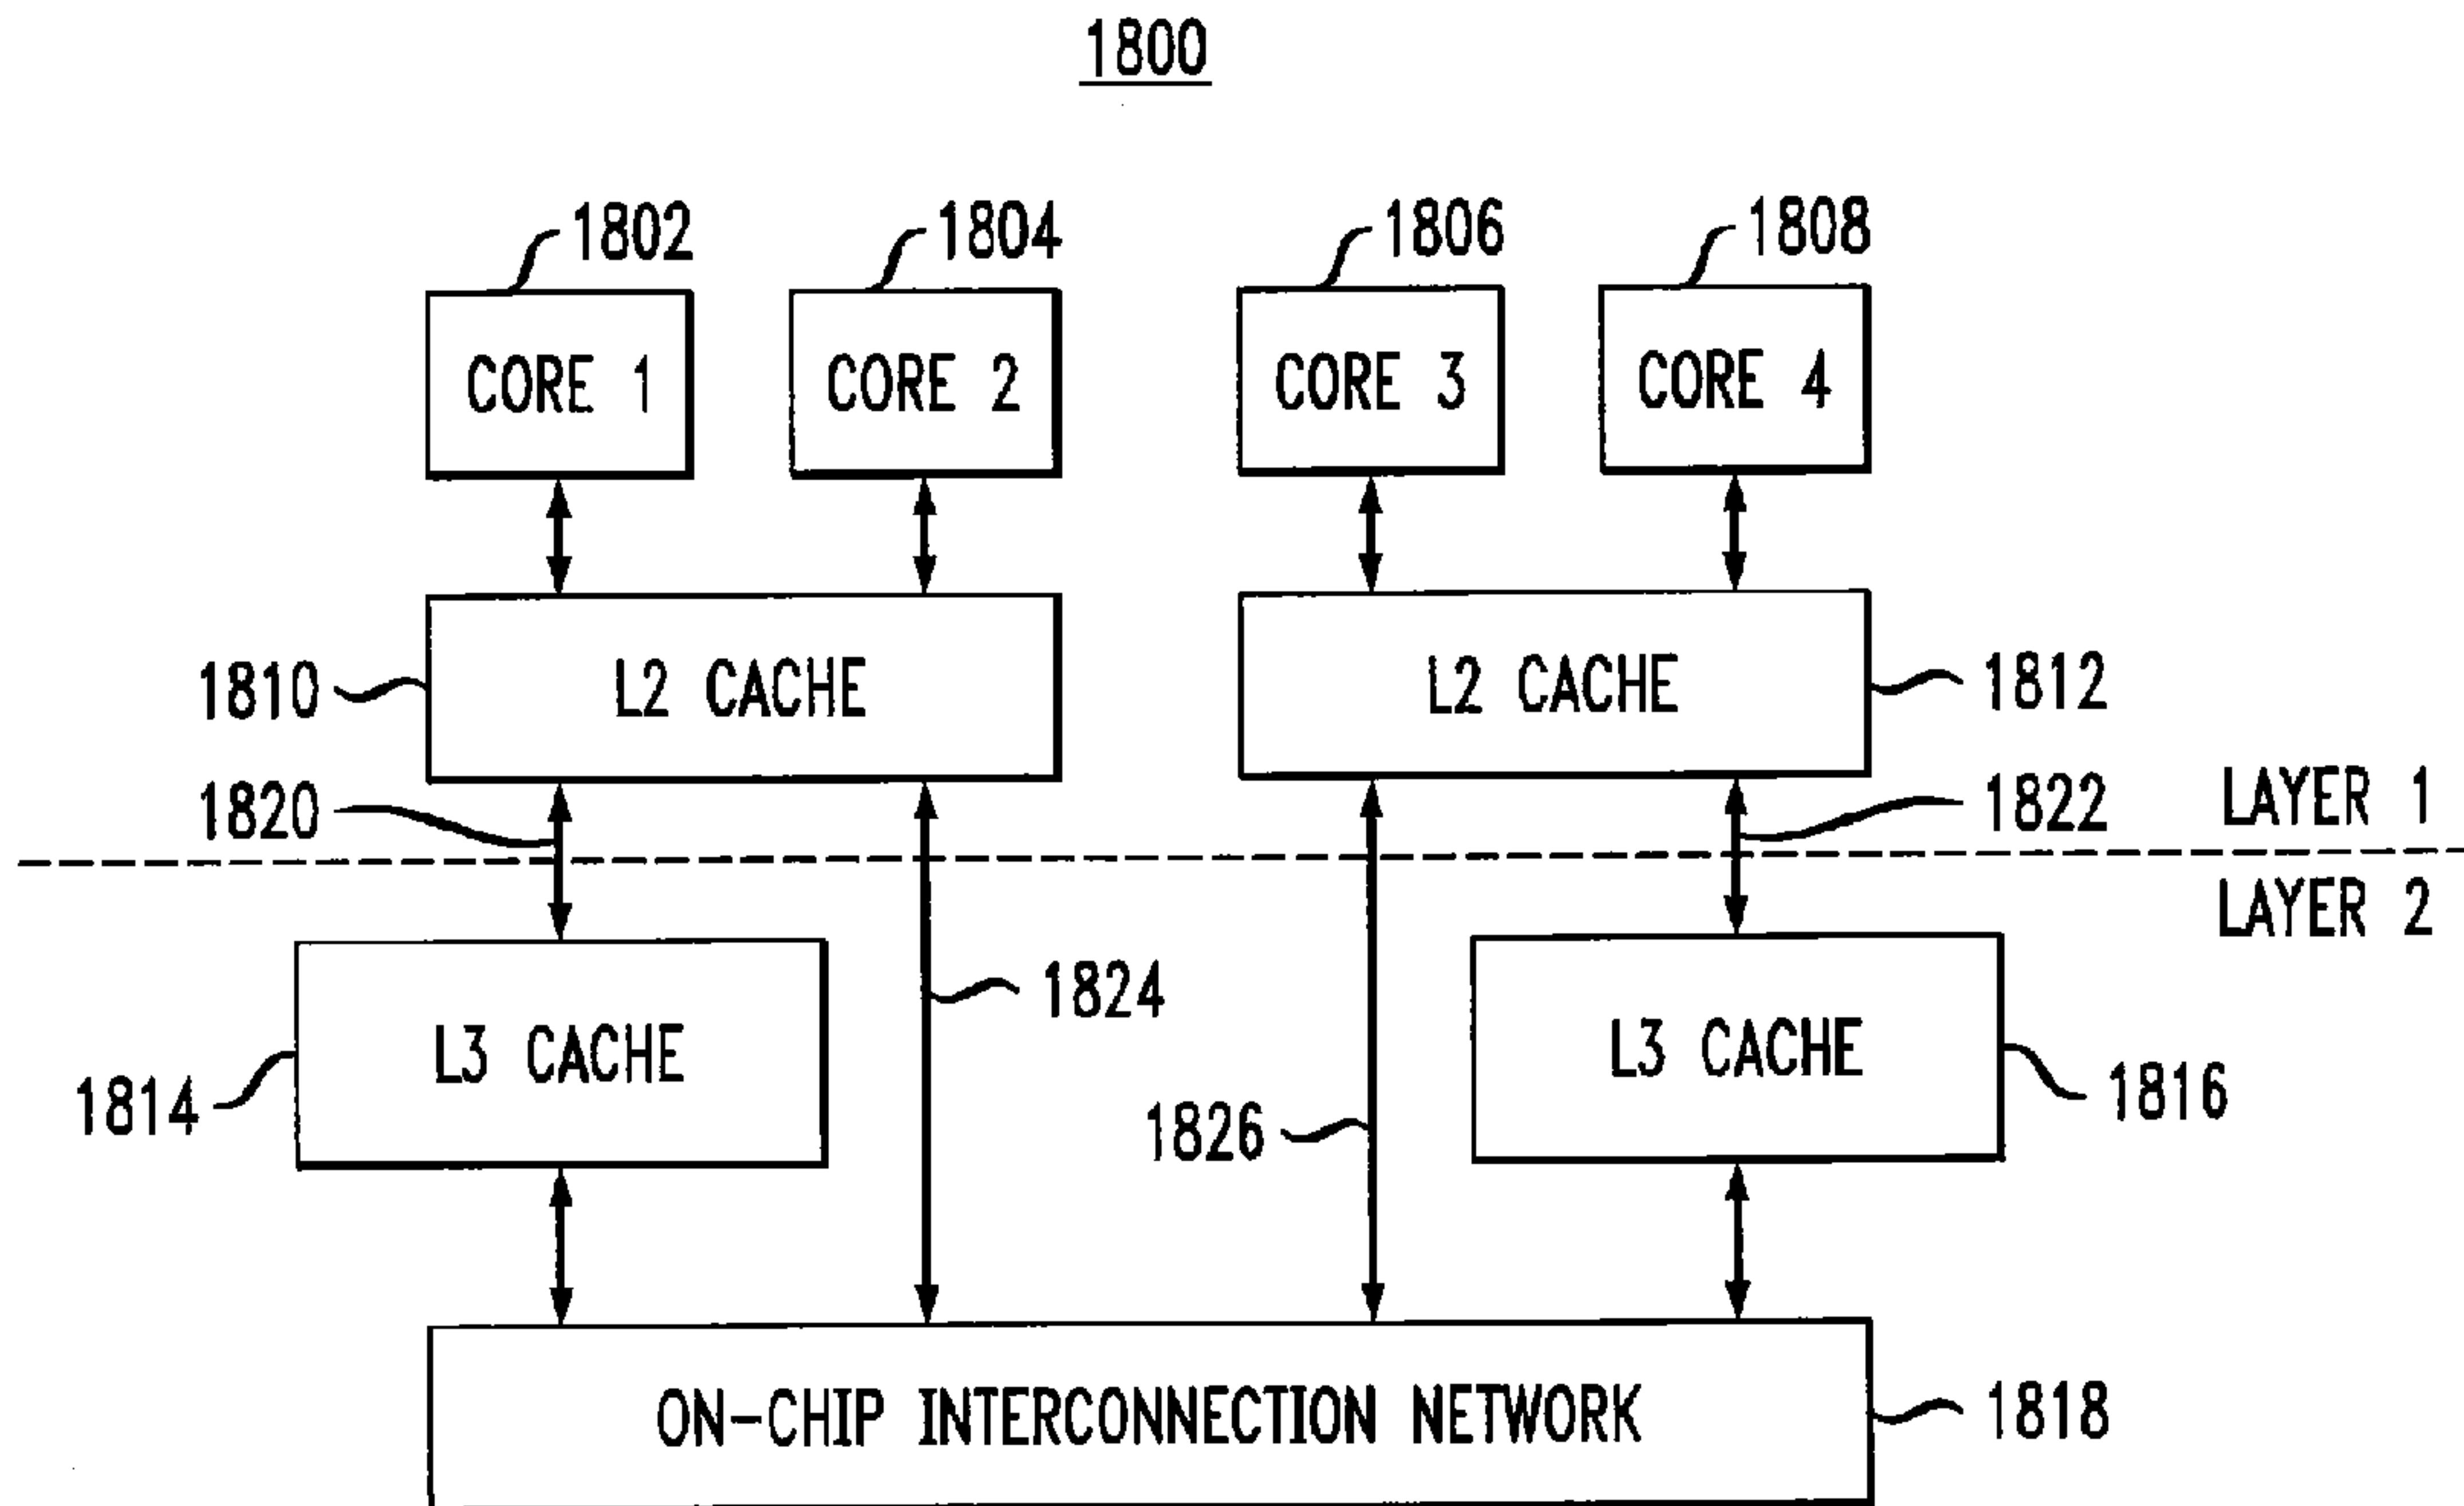 1800
1802
1804
1806
1808
CORE 1
CORE 2
CORE 3
CORE 4
1810
L2 CACHE
L2 CACHE
1812
1820
1822
LAYER 1
LAYER 2
1824
L3 CACHE
L3 CACHE
1814
1826
1816
ON-CHIP INTERCONNECTION NETWORK
1818